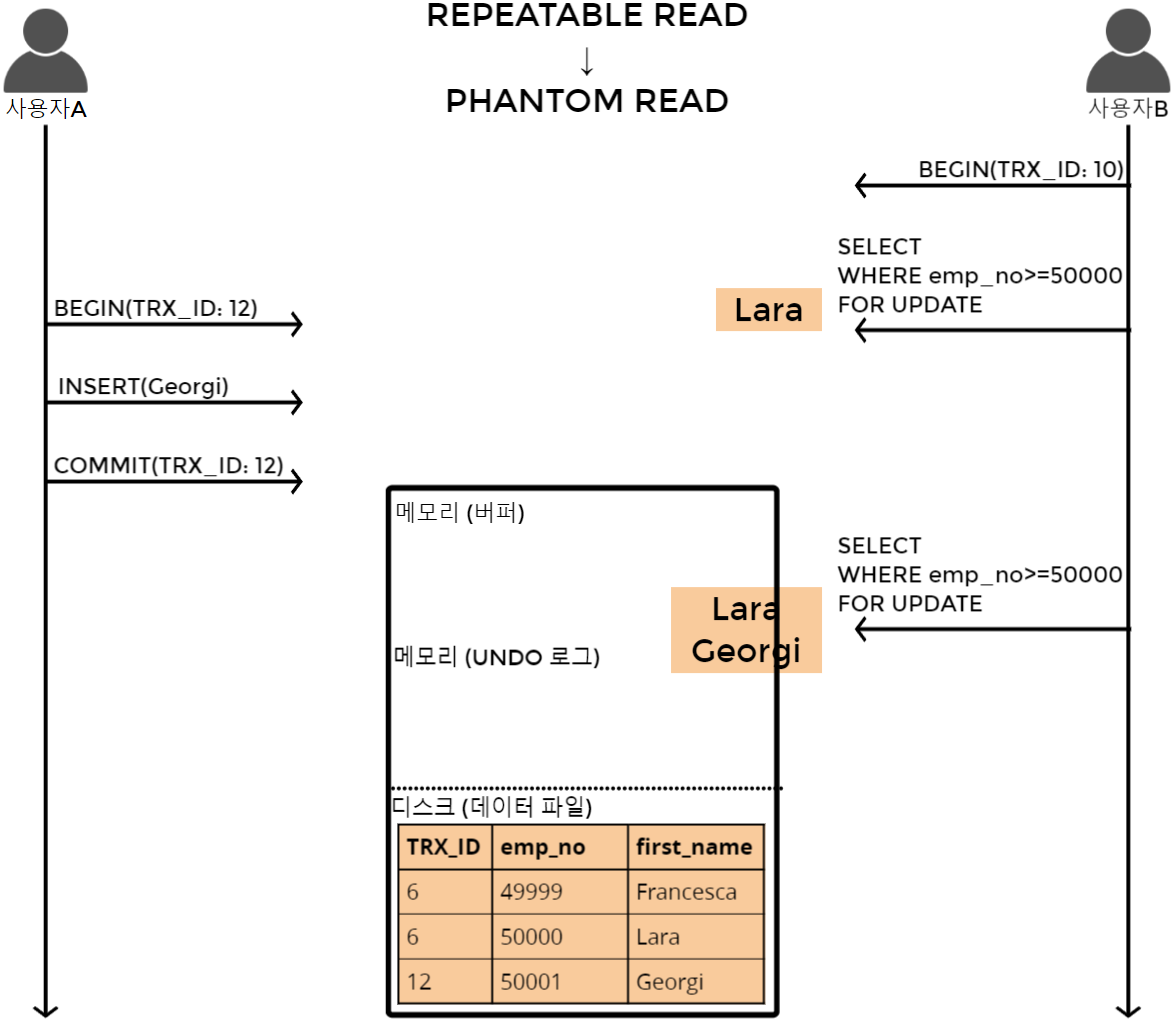 REPEATABLE READ
↓
PHANTOM READ
사용자A
사용자B
BEGIN(TRX_ID: 10)
SELECT
WHERE emp_no>=50000
FOR UPDATE
Lara
BEGIN(TRX_ID: 12)
INSERT(Georgi)
COMMIT(TRX_ID: 12)
메모리 (버퍼)
SELECT
WHERE emp_no>=50000
FOR UPDATE
Lara
Georgi
메모리 (UNDO 로그)
디스크 (데이터 파일)
TRX_ID emp_no first_name
6 49999 Francesca
6 50000 Lara
12 50001 Georgi